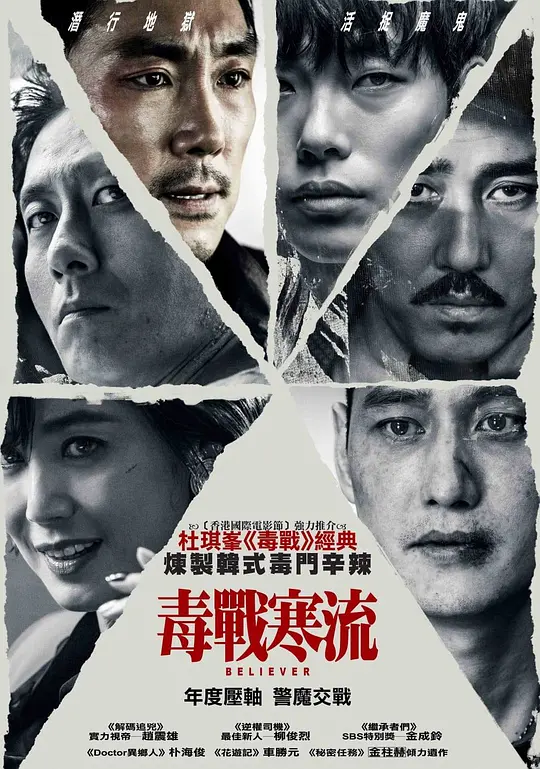 潛行地獄
活捉魔鬼
〔香港國際電影節〕強力推介
杜琪峯《毒戰》經典
煉製韓式毒門辛辣
毒戰寒流
BELIEVER
年度壓軸 警魔交戰
《解碼追兇》 《逆權司機》 《繼承者們》
實力視帝－趙震雄 最佳新人－柳俊烈 SBS特別獎－金成鈴
《Doctor異鄉人》朴海俊 《花遊記》車勝元 《秘密任務》金柱赫傾力遺作